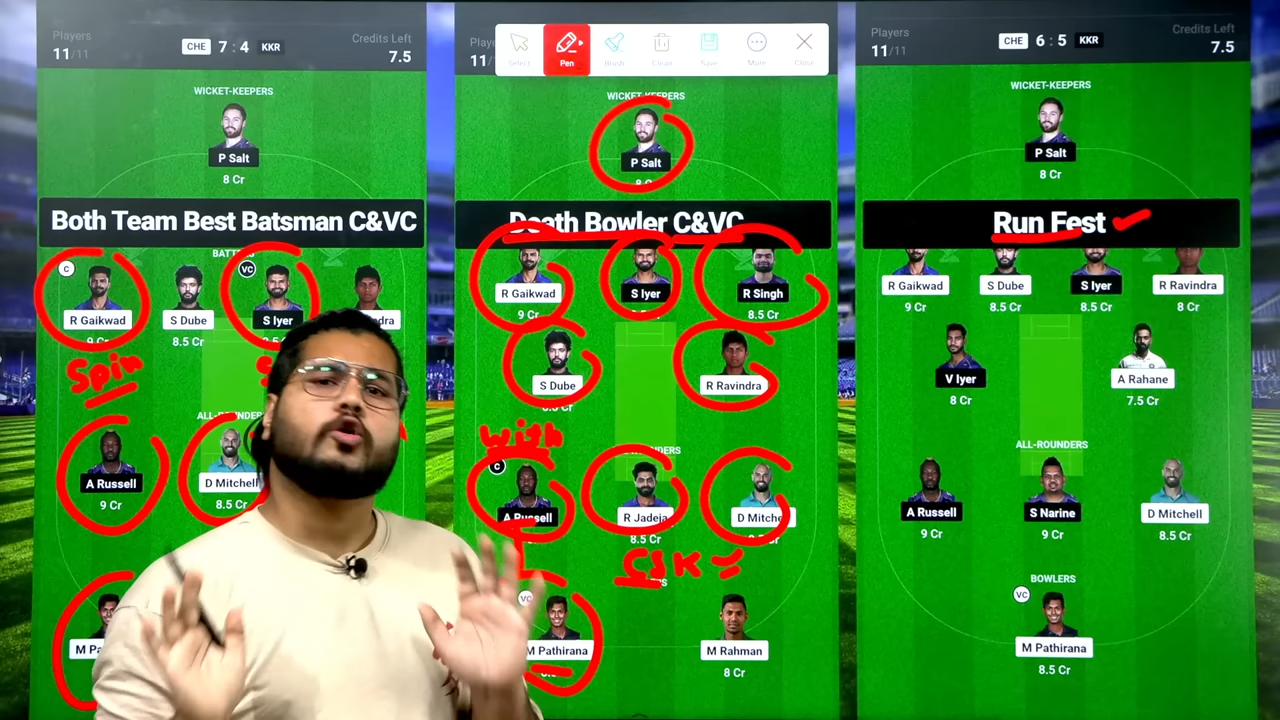 Players
11/11
CHE 7 : 4 KKR
Credits Left
7.5
WICKET-KEEPERS
P Salt
8 Cr
Both Team Best Batsman C&VC
C
VC
R Gaikwad
S Dube
S Iyer
8.5 Cr
Spin
A Russell
9 Cr
D Mitchell
8.5 Cr
11
Select
Pen
Brush
Clean
Save
More
Close
WICKET-KEEPERS
P Salt
Death Bowler C&VC
R Gaikwad
9 Cr
S Iyer
R Singh
8.5 Cr
S Dube
R Ravindra
With
C
A Russell
R Jadeja
8.5 Cr
D Mitche
CSK
VC
M Pathirana
M Rahman
8 Cr
Players
11/11
CHE 6 : 5 KKR
Credits Left
7.5
WICKET-KEEPERS
P Salt
8 Cr
Run Fest
R Gaikwad
9 Cr
S Dube
8.5 Cr
S Iyer
8.5 Cr
R Ravindra
8 Cr
V Iyer
8 Cr
A Rahane
7.5 Cr
ALL-ROUNDERS
A Russell
9 Cr
S Narine
9 Cr
D Mitchell
8.5 Cr
BOWLERS
VC
M Pathirana
8.5 Cr